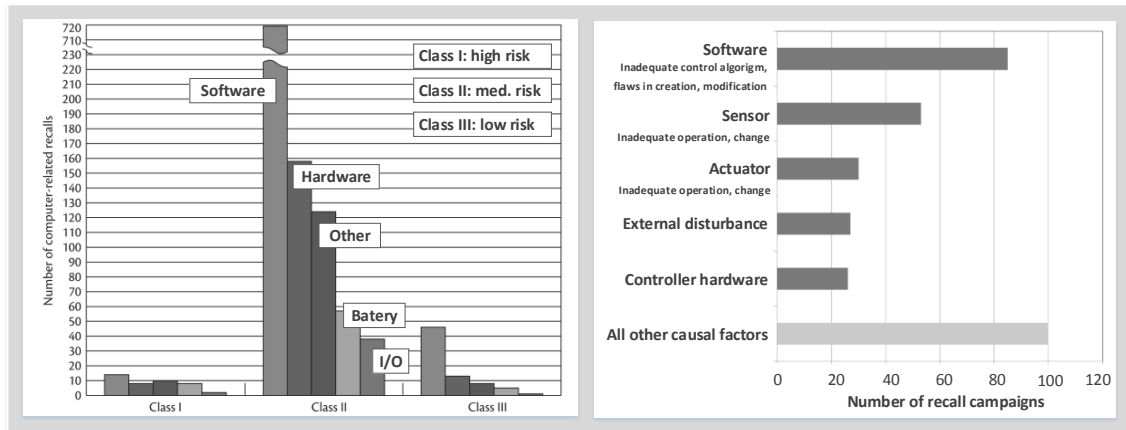 Number of computer-related recalls
720
710
230
220
210
200
190
180
170
160
150
140
130
120
110
100
90
80
70
60
50
40
30
20
10
0
Class I: high risk
Software
Class II: med. risk
Class III: low risk
Hardware
Other
Batery
I/O
Class I
Class II
Class III
Software
Inadequate control algorigm,
flaws in creation, modification
Sensor
Inadequate operation, change
Actuator
Inadequate operation, change
External disturbance
Controller hardware
All other causal factors
0 20 40 60 80 100 120
Number of recall campaigns